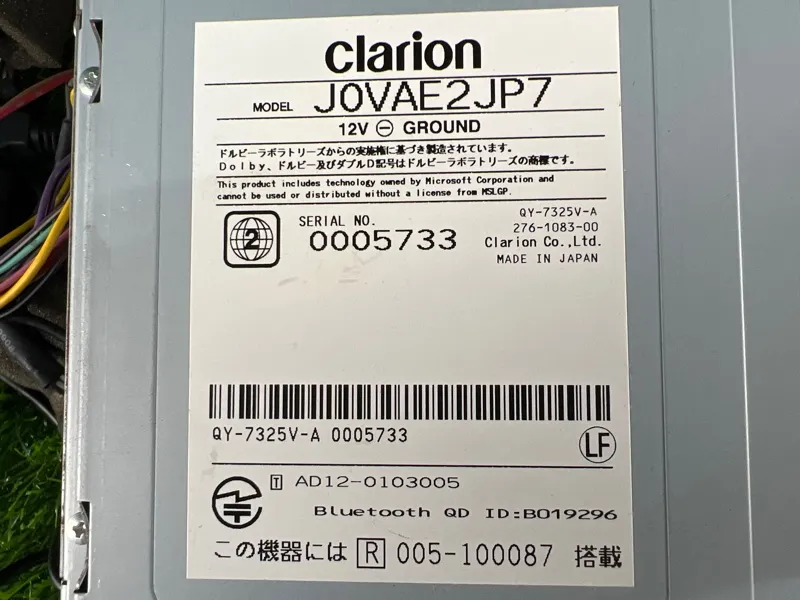 clarion
MODEL J0VAE2JP7
12V ⊖ GROUND
ドルビーラボラトリーズからの実施権に基づき製造されています。
Dolby、ドルビー及びダブルD記号はドルビーラボラトリーズの商標です。
This product includes technology owned by Microsoft Corporation and
cannot be used or distributed without a license from MSLGP.
2
SERIAL NO.
0005733
QY-7325V-A
276-1083-00
Clarion Co.,Ltd.
MADE IN JAPAN
QY-7325V-A 0005733
LF
T AD12-0103005
Bluetooth QD ID:B019296
この機器には R 005-100087 搭載